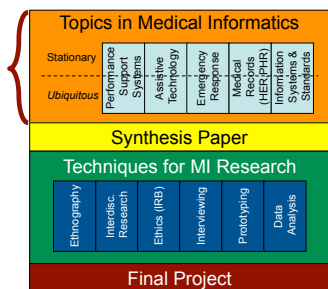 Topics in Medical Informatics
Stationary
Ubiquitous
Performance
Support
Systems
Assistive
Technology
Emergency
Response
Medical
Records
(HER-PHR)
Information
Systems &
Standards
Synthesis Paper
Techniques for MI Research
Ethnography
Interdisc.
Research
Ethics (IRB)
Interviewing
Prototyping
Data
Analysis
Final Project